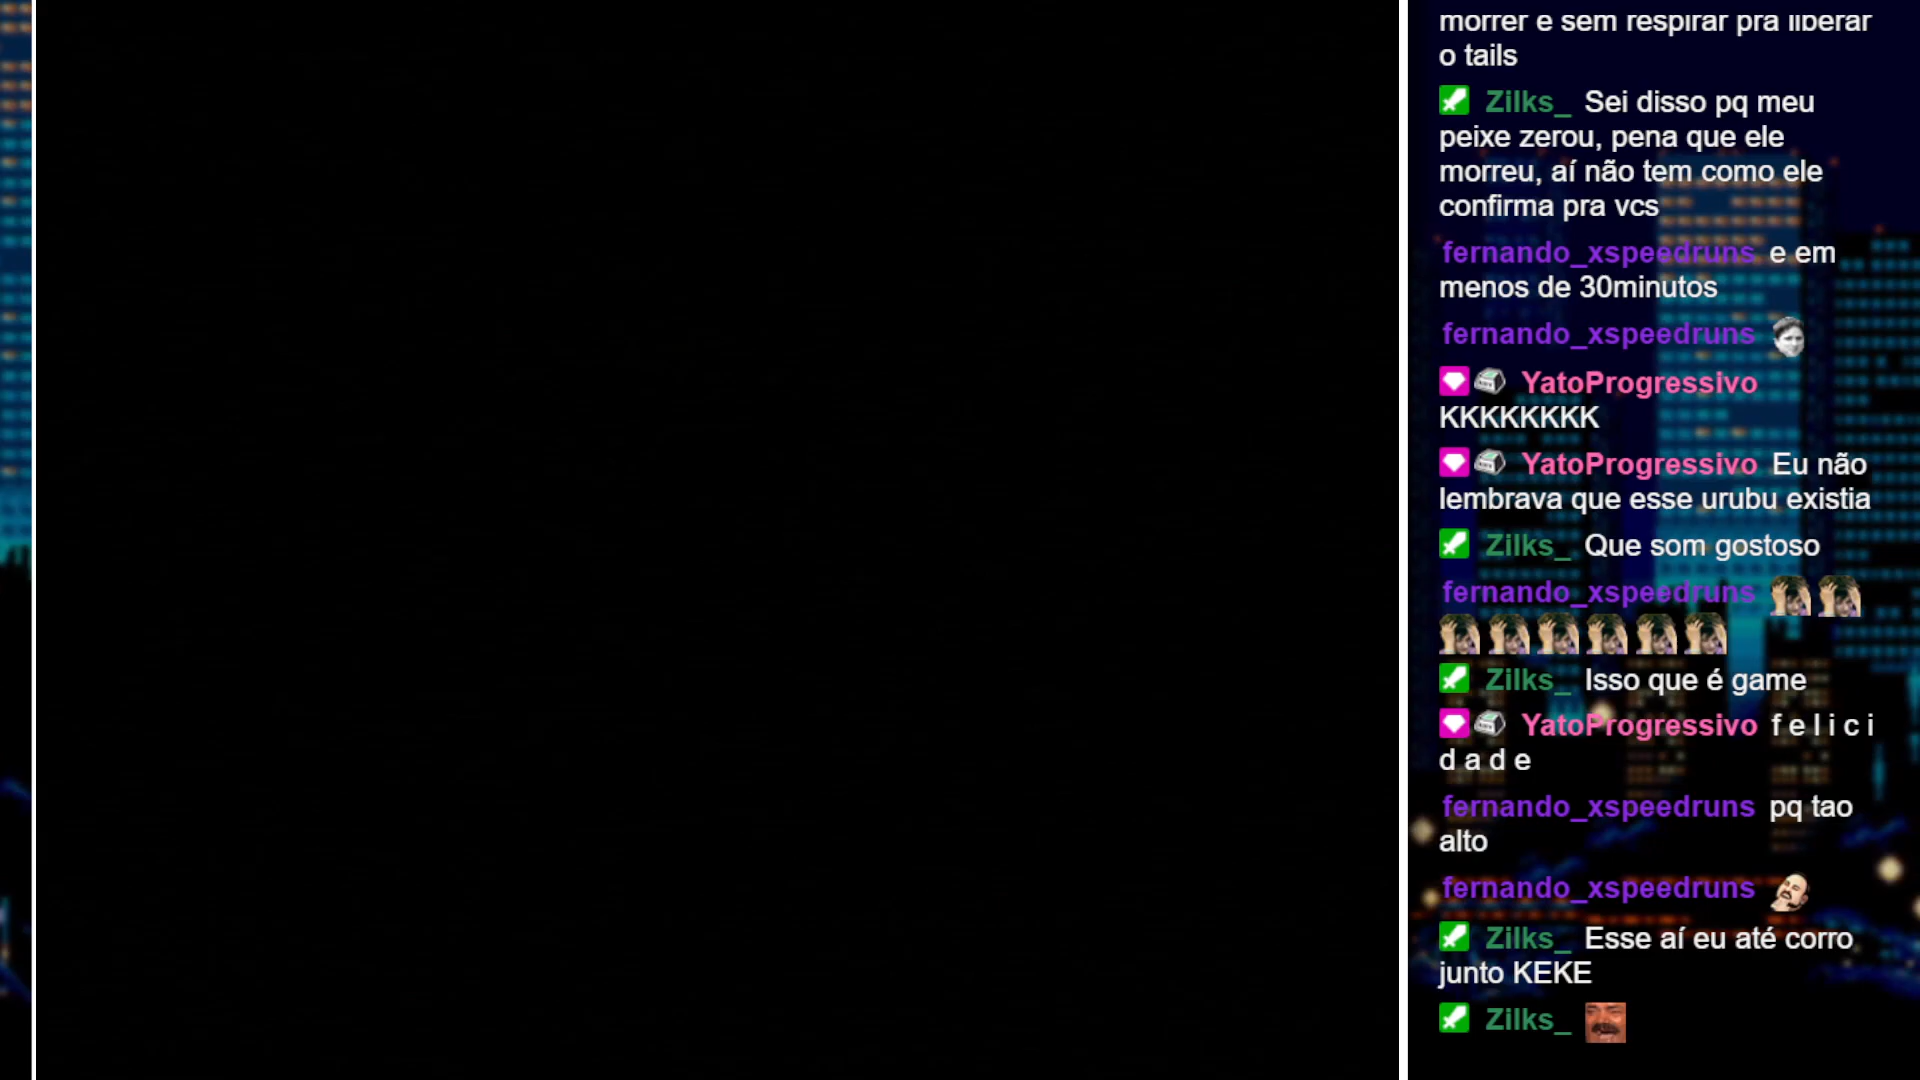 morrer e sem respirar pra liberar
o tails
Zilks_ Sei disso pq meu
peixe zerou, pena que ele
morreu, aí não tem como ele
confirma pra vcs
fernando_xspeedruns e em
menos de 30minutos
fernando_xspeedruns
YatoProgressivo
KKKKKKKK
YatoProgressivo Eu não
lembrava que esse urubu existia
Zilks_ Que som gostoso
fernando_xspeedruns
Zilks_ Isso que é game
YatoProgressivo f e l i c i
d a d e
fernando_xspeedruns pq tao
alto
fernando_xspeedruns
Zilks_ Esse aí eu até corro
junto KEKE
Zilks_